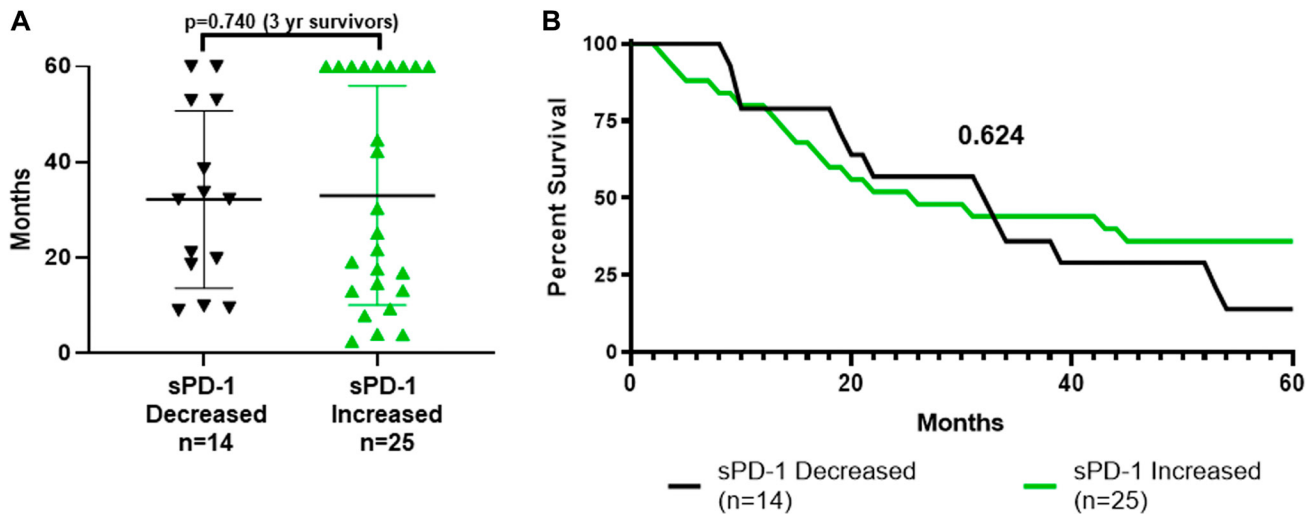 A
p=0.740 (3 yr survivors)
60
40
20
0
Months
sPD-1
Decreased
n=14
sPD-1
Increased
n=25
B
100
75
50
25
0
Percent Survival
0.624
0 20 40 60
Months
sPD-1 Decreased
(n=14)
sPD-1 Increased
(n=25)